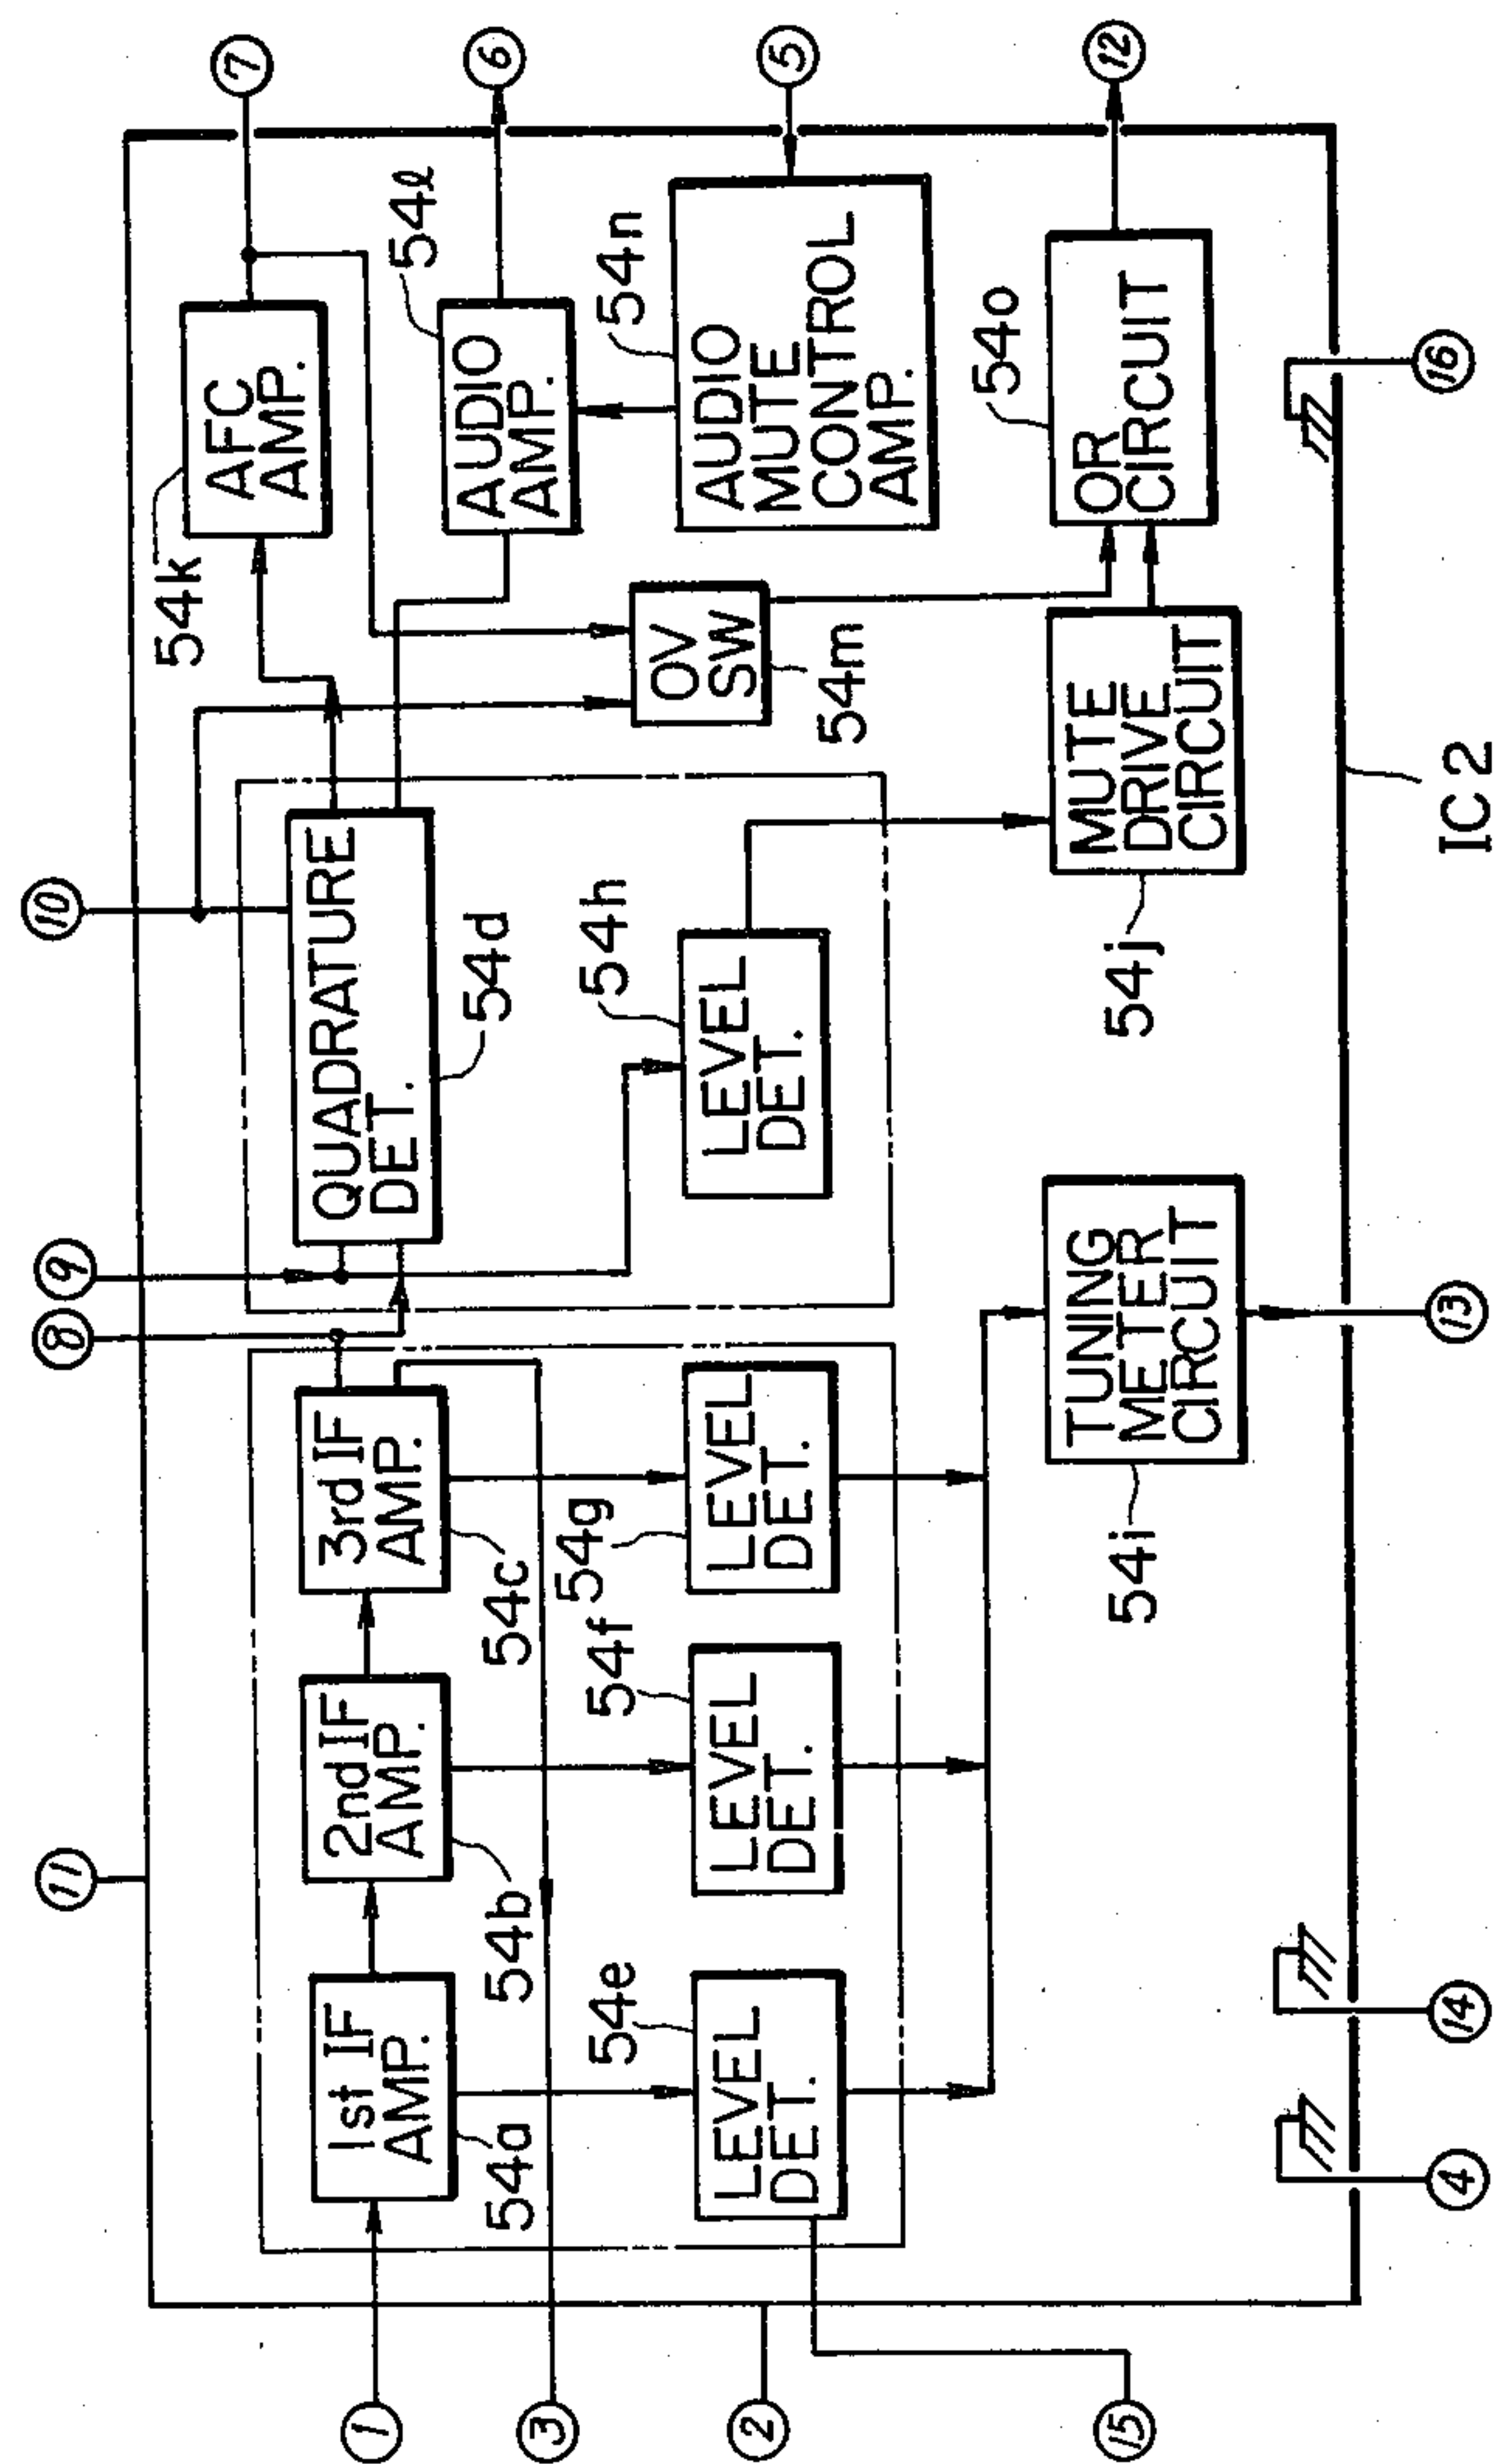 11
8
9
10
1
3
2
15
1st IF
AMP.
54a
2nd IF
AMP.
54b
3rd IF
AMP.
54c
QUADRATURE
DET.
54d
54k
AFC
AMP.
7
54l
AUDIO
AMP.
6
54e
LEVEL
DET.
54f
LEVEL
DET.
54g
LEVEL
DET.
54h
LEVEL
DET.
OV
SW
54m
54n
AUDIO
MUTE
CONTROL
AMP.
5
54i
TUNING
METER
CIRCUIT
54j
MUTE
DRIVE
CIRCUIT
54o
OR
CIRCUIT
12
4
14
13
IC 2
16